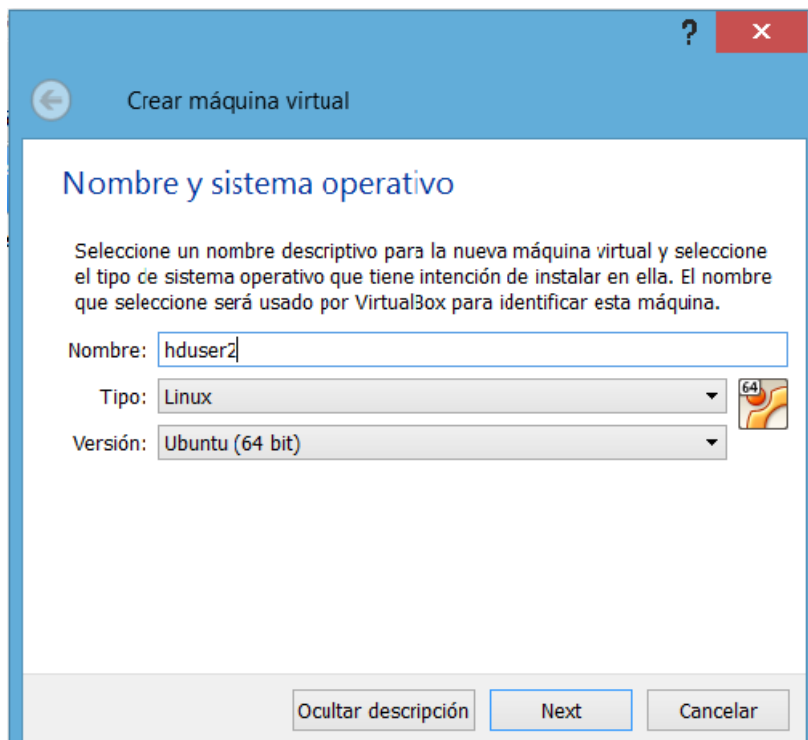 ?
Crear máquina virtual
Nombre y sistema operativo
Seleccione un nombre descriptivo para la nueva máquina virtual y seleccione
el tipo de sistema operativo que tiene intención de instalar en ella. El nombre
que seleccione será usado por VirtualBox para identificar esta máquina.
Nombre: hduser2
Tipo: Linux
64
Versión: Ubuntu (64 bit)
Ocultar descripción Next Cancelar